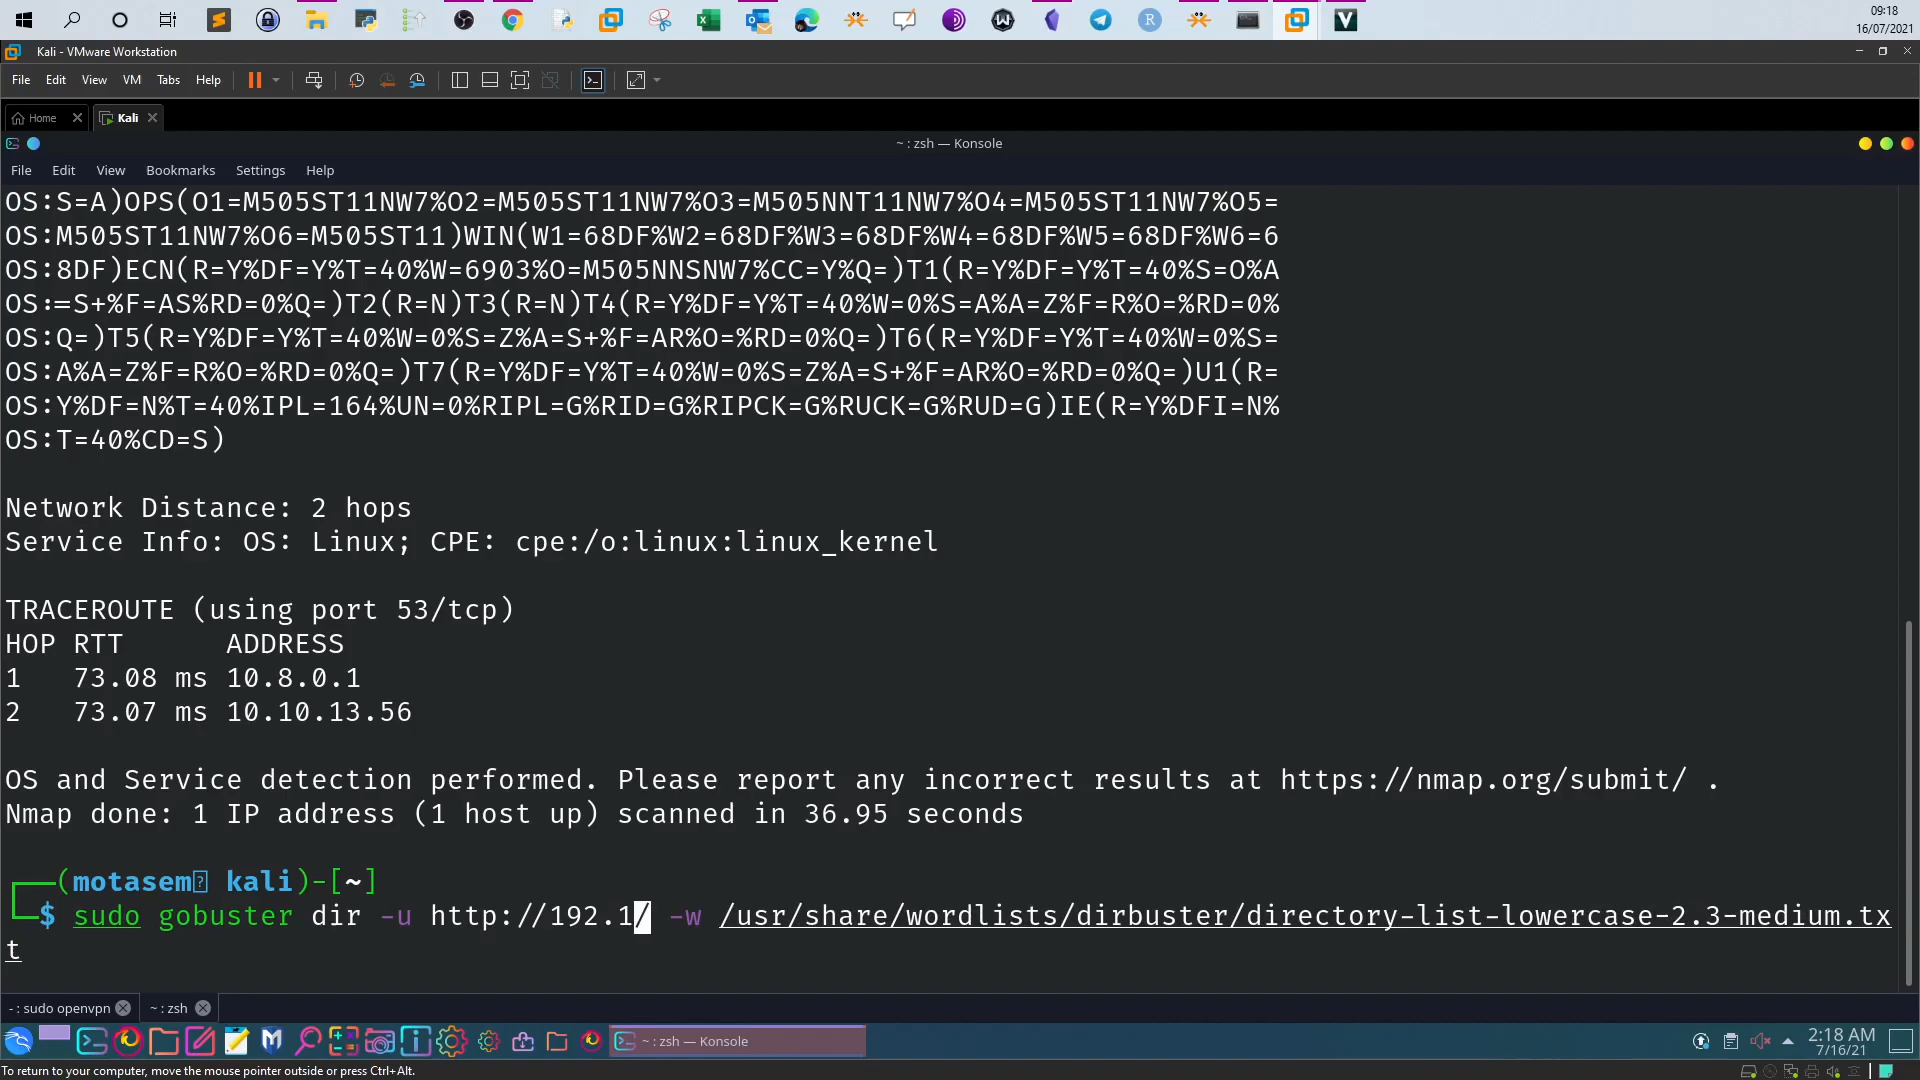 09:18
16/07/2021
Kali - VMware Workstation
File Edit View VM Tabs Help
Home Kali
~ : zsh — Konsole
File Edit View Bookmarks Settings Help
OS:S=A)OPS(O1=M505ST11NW7%O2=M505ST11NW7%O3=M505NNT11NW7%O4=M505ST11NW7%O5=
OS:M505ST11NW7%O6=M505ST11)WIN(W1=68DF%W2=68DF%W3=68DF%W4=68DF%W5=68DF%W6=6
OS:8DF)ECN(R=Y%DF=Y%T=40%W=6903%O=M505NNSNW7%CC=Y%Q=)T1(R=Y%DF=Y%T=40%S=O%A
OS:=S+%F=AS%RD=0%Q=)T2(R=N)T3(R=N)T4(R=Y%DF=Y%T=40%W=0%S=A%A=Z%F=R%O=%RD=0%
OS:Q=)T5(R=Y%DF=Y%T=40%W=0%S=Z%A=S+%F=AR%O=%RD=0%Q=)T6(R=Y%DF=Y%T=40%W=0%S=
OS:A%A=Z%F=R%O=%RD=0%Q=)T7(R=Y%DF=Y%T=40%W=0%S=Z%A=S+%F=AR%O=%RD=0%Q=)U1(R=
OS:Y%DF=N%T=40%IPL=164%UN=0%RIPL=G%RID=G%RIPCK=G%RUCK=G%RUD=G)IE(R=Y%DFI=N%
OS:T=40%CD=S)
Network Distance: 2 hops
Service Info: OS: Linux; CPE: cpe:/o:linux:linux_kernel
TRACEROUTE (using port 53/tcp)
HOP RTT ADDRESS
1 73.08 ms 10.8.0.1
2 73.07 ms 10.10.13.56
OS and Service detection performed. Please report any incorrect results at https://nmap.org/submit/ .
Nmap done: 1 IP address (1 host up) scanned in 36.95 seconds
(motasem kali)-[~]
$ sudo gobuster dir -u http://192.1/ -w /usr/share/wordlists/dirbuster/directory-list-lowercase-2.3-medium.tx
t
- : sudo openvpn ~ : zsh
~ : zsh — Konsole
2:18 AM
7/16/21
To return to your computer, move the mouse pointer outside or press Ctrl+Alt.